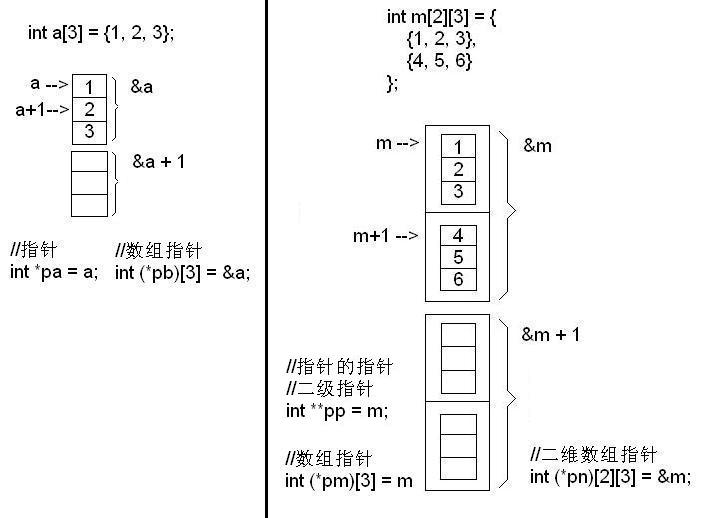 int a[3] = {1, 2, 3};
a -->
1
&a
a+1-->
2
3
&a + 1
//指针
int *pa = a;
//数组指针
int (*pb)[3] = &a;
int m[2][3] = {
{1, 2, 3},
{4, 5, 6}
};
m -->
1
&m
2
3
m+1 -->
4
5
6
&m + 1
//指针的指针
//二级指针
int **pp = m;
//数组指针
int (*pm)[3] = m
//二维数组指针
int (*pn)[2][3] = &m;